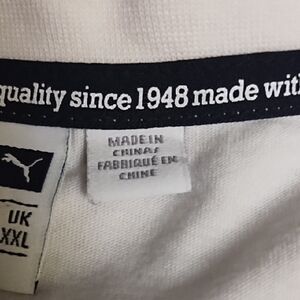 quality since 1948 made with
MADE IN
CHINA/
FABRIQUÉ EN
CHINE
UK
XXL